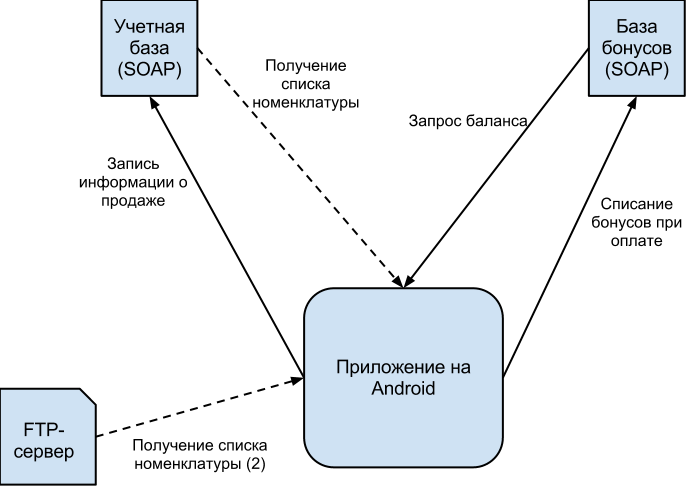 Учетная
база
(SOAP)
База
бонусов
(SOAP)
Получение
списка
номенклатуры
Запрос баланса
Запись
информации о
продаже
Списание
бонусов при
оплате
Приложение на
Android
FTP-
сервер
Получение списка
номенклатуры (2)